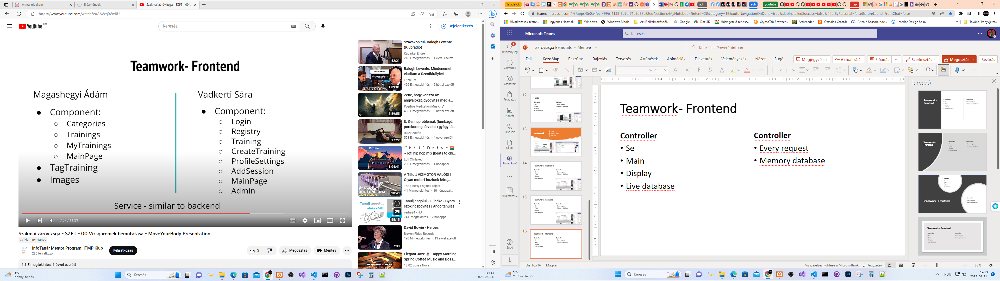 minta_oldal.pdf
Előzmények
Szakmai záróvizsga - SZFT - 00 V
https://www.youtube.com/watch?v=AAVxq0WvIJU
YouTube HU
Keresés
Bejelentkezés
Teamwork- Frontend
Magashegyi Ádám
Component:
Categories
Trainings
MyTrainings
MainPage
TagTraining
Images
Vadkerti Sára
Component:
Login
Registry
Training
CreateTraining
ProfileSettings
AddSession
MainPage
Admin
Service - similar to backend
7:57 / 11:23
Szakmai záróvizsga - SZFT - 00 Vizsgaremek bemutatása - MoveYourBody Presentation
Nem nyilvános
InfoTanár Mentor Program: ITMP Klub
286 feliratkozó
Feliratkozás
5
Megosztás
Mentés
1,1 E megtekintés 1 évvel ezelőtt
Szavakon túl- Balogh Levente
(Klubrádió)
Kadarkai Endre
216 E megtekintés • 1 évvel ezelőtt
52:21
Balogh Levente: Mindenemet
eladtam a Szentkirályiért
Frizbi TV
426 E megtekintés • 2 héttel ezelőtt
1:09:01
Zene, hogy vonzza az
angyalokat, gyógyítsa meg a...
Positive Meditation Music
486 E megtekintés • 3 héttel ezelőtt
3:59:55
8. Gerincproblémák (lumbágó,
porckorongsérv stb.) gyógyítá...
Rulek Zoltán
558 E megtekintés • 4 évvel ezelőtt
17:22
ChillDrive
C h i l l D r i v e
~ lofi hip hop mix [beats to chi...
Lofi Chillaxed
208 E megtekintés • 1 hónappal...
1:04:41
A Tiltott VÍZMOTOR VALÓDI |
Olyan motort hoztunk létre,...
The Liberty Engine Project
4,1 M megtekintés • 10 hónappal...
EL MOTOR
QUE FUNCIONA
CON AGUA
20:49
Tanulj angolul
alvás előtt
Tanulj angolul - 1. lecke - Gyors
szókincsbővítés | Angoltanulás
verba24 - HU
74 E megtekintés • 2 hónappal...
55:15
David Bowie - Heroes
Broken Ridge Records
190 M megtekintés • 13 évvel ezelőtt
7:33
Elegant Jazz Happy Morning
Spring Coffee Music and Boss...
18.02 Bossa Nova
ELEGANT JAZZ
18°C
Többny. felhős
Keresés
14:13
2023. 04. 21.
feladatok
adm
suli
youtube
napi
teams.microsoft.com/_#/apps/3e0a4fec-499b-4138-8e7c-71a9d88a62ed/sections/MyNotebook?intent=2&category=16&autoNavigationOnDone=true&skipInstalledSuccess=false&filterByPersonal=false&storeLaunchFromChat=false
Hivatkozások testre...
Ingyenes Hotmail
Windows
Windows Media
Az IE alkalmazásból...
Google
Daz 3D
Hőszigetelő rendsz...
CryptoTab Browser...
Artbreeder
Osztalék Császár
Altcoin Season Inde...
Interior Design Solu...
További könyvjelzők
Microsoft Teams
Keresés
Tevékenység
Csevegés
Csapatok
Feladatok
Naptár
Hívások
Fájlok
PowerPoint
Alkalmazás...
Súgó
Zarovizsga Bemutató - Mentve
Keresés a PowerPointban
Fájl
Kezdőlap
Beszúrás
Rajzolás
Tervezés
Áttűnések
Animációk
Diavetítés
Véleményezés
Nézet
Súgó
Megjegyzések
Aktualizálás
Előadás
Szerkesztés
Megosztás
Bezárás
44
12
13
14
15
16
Teamwork- Frontend
Controller
• Se
• Main
• Display
• Live database
Controller
• Every request
• Memory database
Tervező
Dia 16./16
Magyar
Visszajelzés küldése a Microsoftnak
Jegyzetek
83%
18°C
Többny. felhős
Keresés
HUN
14:13
2023. 04. 21.